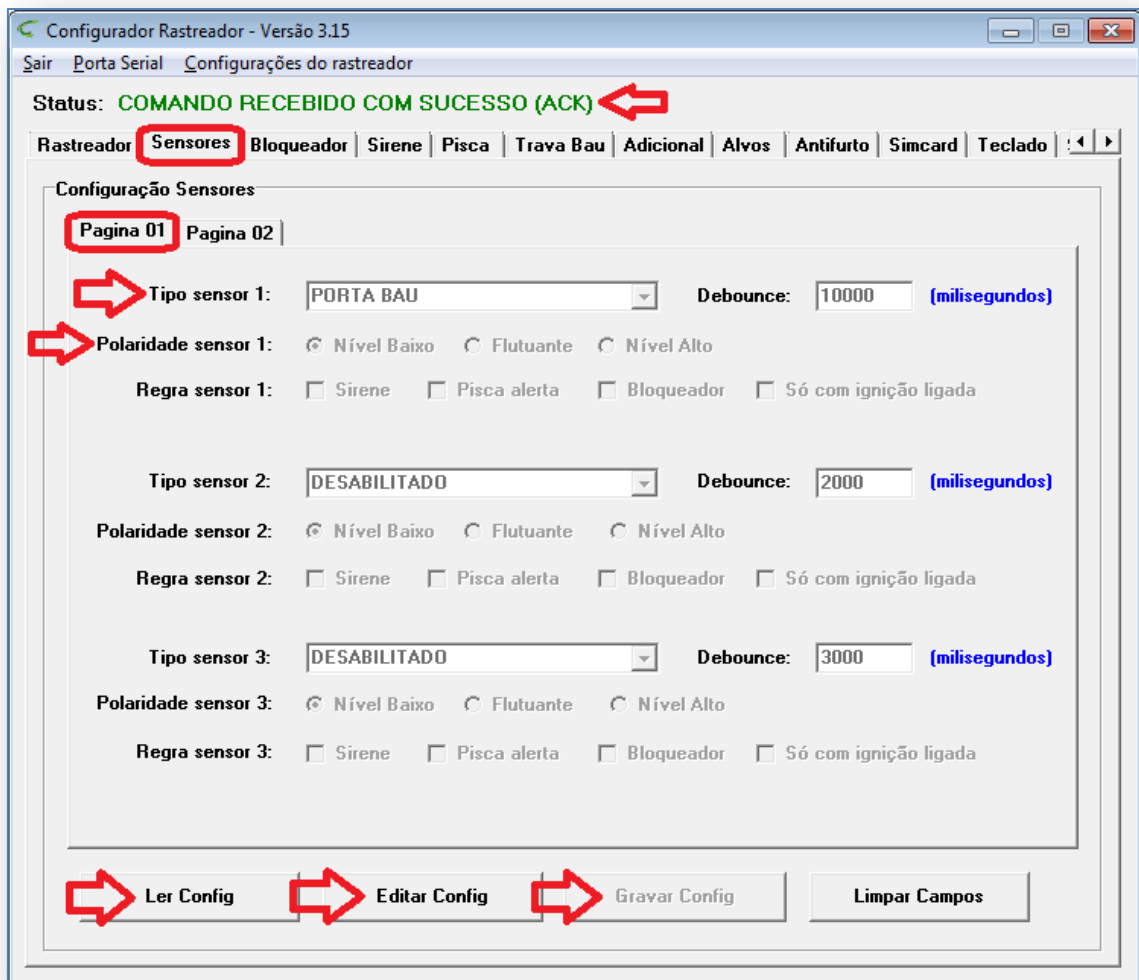 Configurador Rastreador - Versão 3.15
Sair Porta Serial Configurações do rastreador
Status: COMANDO RECEBIDO COM SUCESSO (ACK)
Rastreador Sensores Bloqueador Sirene Pisca Trava Bau Adicional Alvos Antifurto Simcard Teclado
Configuração Sensores
Pagina 01 Pagina 02
Tipo sensor 1: PORTA BAU Debounce: 10000 (milisegundos)
Polaridade sensor 1: Nível Baixo Flutuante Nível Alto
Regra sensor 1: Sirene Pisca alerta Bloqueador Só com ignição ligada
Tipo sensor 2: DESABILITADO Debounce: 2000 (milisegundos)
Polaridade sensor 2: Nível Baixo Flutuante Nível Alto
Regra sensor 2: Sirene Pisca alerta Bloqueador Só com ignição ligada
Tipo sensor 3: DESABILITADO Debounce: 3000 (milisegundos)
Polaridade sensor 3: Nível Baixo Flutuante Nível Alto
Regra sensor 3: Sirene Pisca alerta Bloqueador Só com ignição ligada
Ler Config Editar Config Gravar Config Limpar Campos